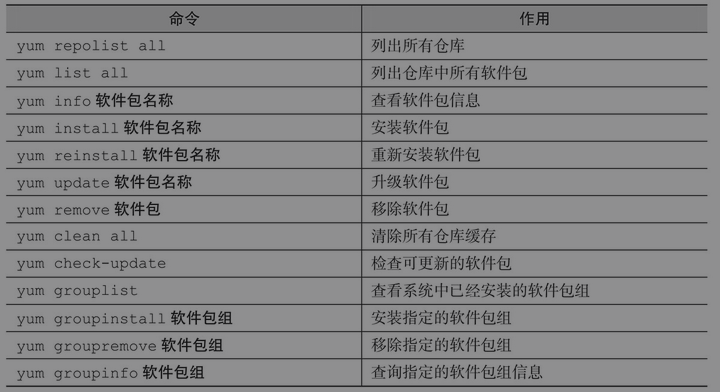 命令 作用
yum repolist all 列出所有仓库
yum list all 列出仓库中所有软件包
yum info 软件包名称 查看软件包信息
yum install 软件包名称 安装软件包
yum reinstall 软件包名称 重新安装软件包
yum update 软件包名称 升级软件包
yum remove 软件包 移除软件包
yum clean all 清除所有仓库缓存
yum check-update 检查可更新的软件包
yum grouplist 查看系统中已经安装的软件包组
yum groupinstall 软件包组 安装指定的软件包组
yum groupremove 软件包组 移除指定的软件包组
yum groupinfo 软件包组 查询指定的软件包组信息